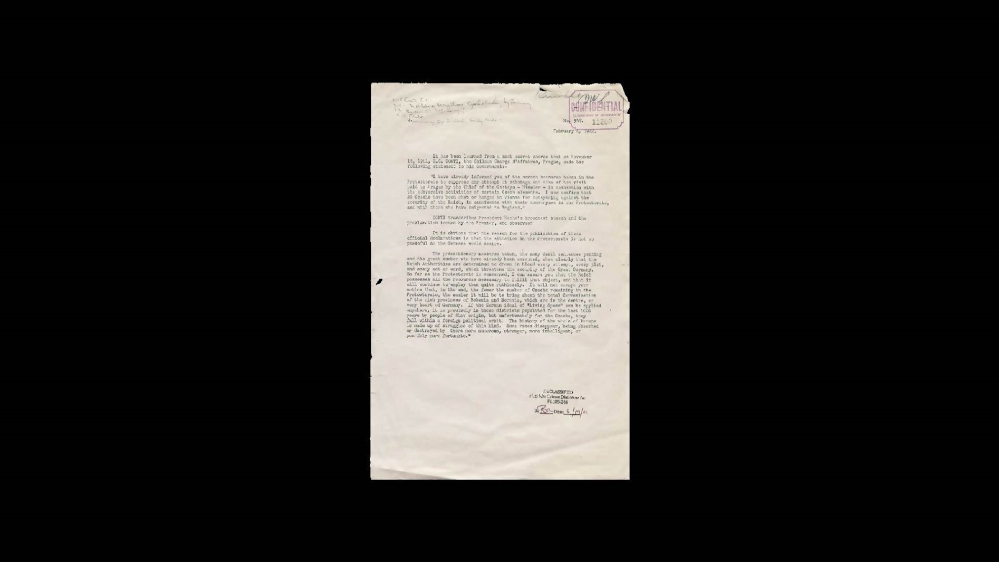 CONFIDENTIAL
No. 567.
11260
February 4, 1942.
It has been learned from a most secret source that on November
15, 1941, E.G. CONTI, the Chilean Charge d'Affaires, Prague, made the
following statement to his Government:-
"I have already informed you of the severe measures taken in the
Protectorate to suppress any attempt at sabotage and also of the visit
paid to Prague by the Chief of the Gestapo - Himmler - in connection with
the subversive activities of certain Czech elements. I now confirm that
20 Czechs have been shot or hanged in Vienna for conspiring against the
security of the Reich, in connivance with their countrymen in the Protectorate,
and with those who have emigrated to England."
CONTI transcribes President Hacha's broadcast speech and the
proclamation issued by the Premier, and observes:
It is obvious that the reason for the publication of these
official declarations is that the situation in the Protectorate is not so
peaceful as the Germans would desire.
The precautionary measures taken, the many death sentences pending
and the great number who have already been executed, show clearly that the
Reich Authorities are determined to drown in blood every attempt, every plot,
and every act or word, which threatens the security of the Great Germany.
So far as the Protectorate is concerned, I can assure you that the Reich
possesses all the resources necessary to fulfil that object, and that it
will continue to employ them quite ruthlessly. It will not escape your
notice that, in the end, the fewer the number of Czechs remaining in the
Protectorate, the easier it will be to bring about the total Germanisation
of the rich provinces of Bohemia and Moravia, which are in the centre, or
very heart of Germany. If the German ideal of "Living Space" can be applied
anywhere, it is precisely in these districts populated for the last 1000
years by people of Slav origin, but unfortunately for the Czechs, they
fall within a foreign political orbit. The history of the whole of Europe
is made up of struggles of this kind. Some races disappear, being absorbed
or destroyed by others more numerous, stronger, more intelligent, or
possibly more fortunate."
DECLASSIFIED
Nazi War Crimes Disclosure Act
PL105-246
By Date: 6/19/01